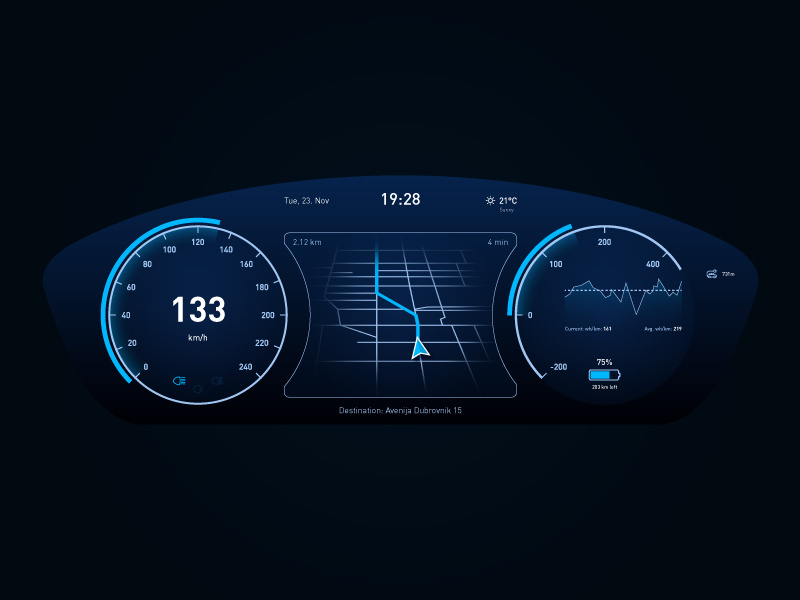 Tue, 23. Nov
19:28
21°C
Sunny
2.12 km
4 min
0
20
40
60
80
100
120
140
160
180
200
220
240
133
km/h
-200
0
100
200
400
Current wh/km: 161
Avg. wh/km: 219
75%
283 km left
731m
Destination: Avenija Dubrovnik 15